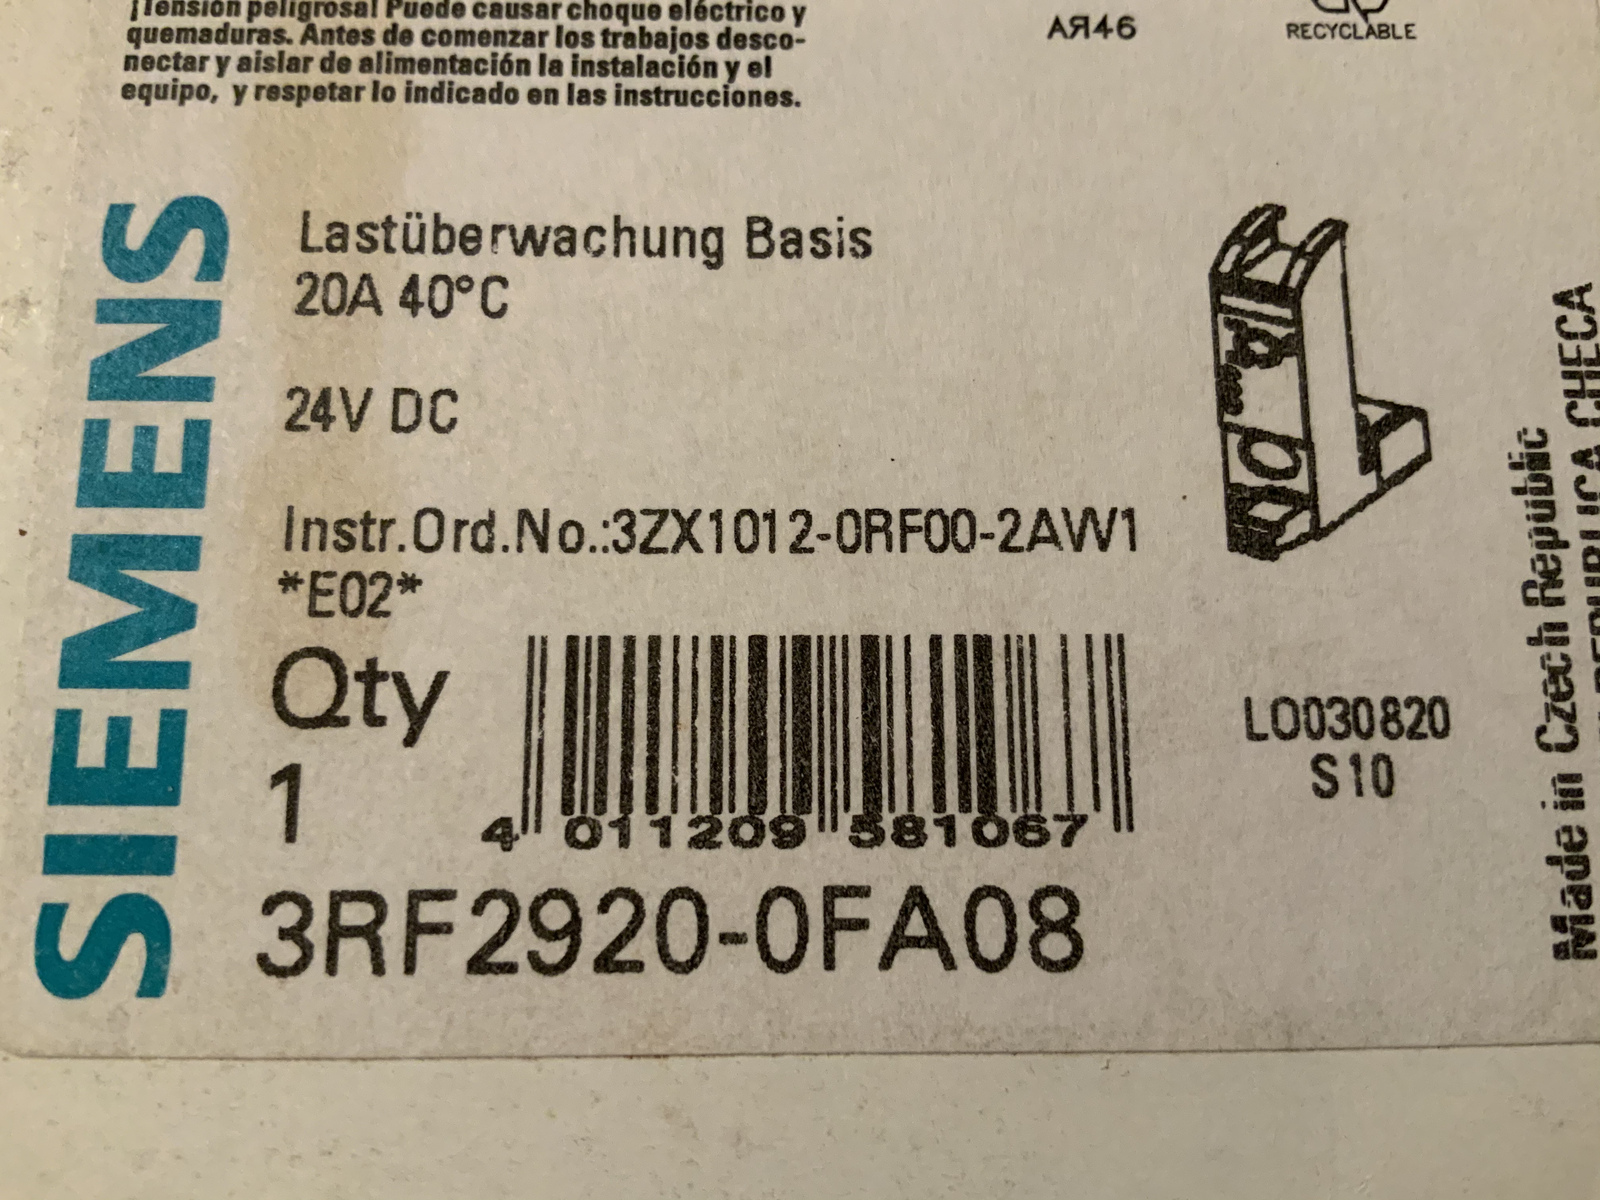 ¡Tensión peligrosa! Puede causar choque eléctrico y
quemaduras. Antes de comenzar los trabajos desco-
nectar y aislar de alimentación la instalación y el
equipo, y respetar lo indicado en las instrucciones.
АЯ46
RECYCLABLE
SIEMENS
Lastüberwachung Basis
20A 40°C
24V DC
Instr.Ord.No.:3ZX1012-0RF00-2AW1
*E02*
Qty
1
4 011209 581067
3RF2920-0FA08
LO030820
S10
Made in Czech Republic
REPUBLICA CHECA